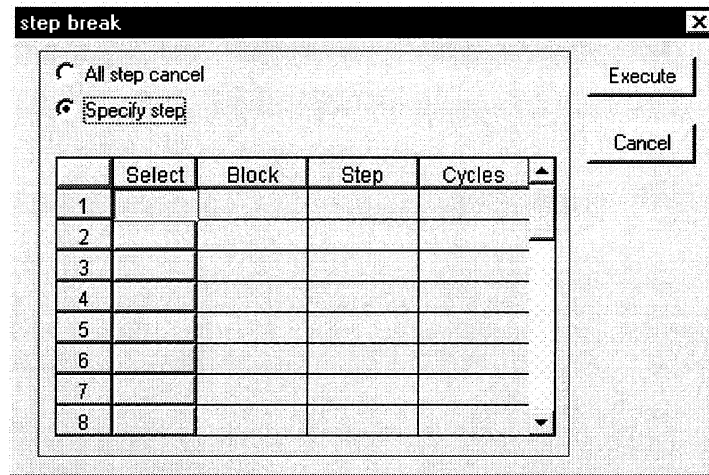 step break
All step cancel
Execute
Specify step
Cancel
Select Block Step Cycles
1
2
3
4
5
6
7
8